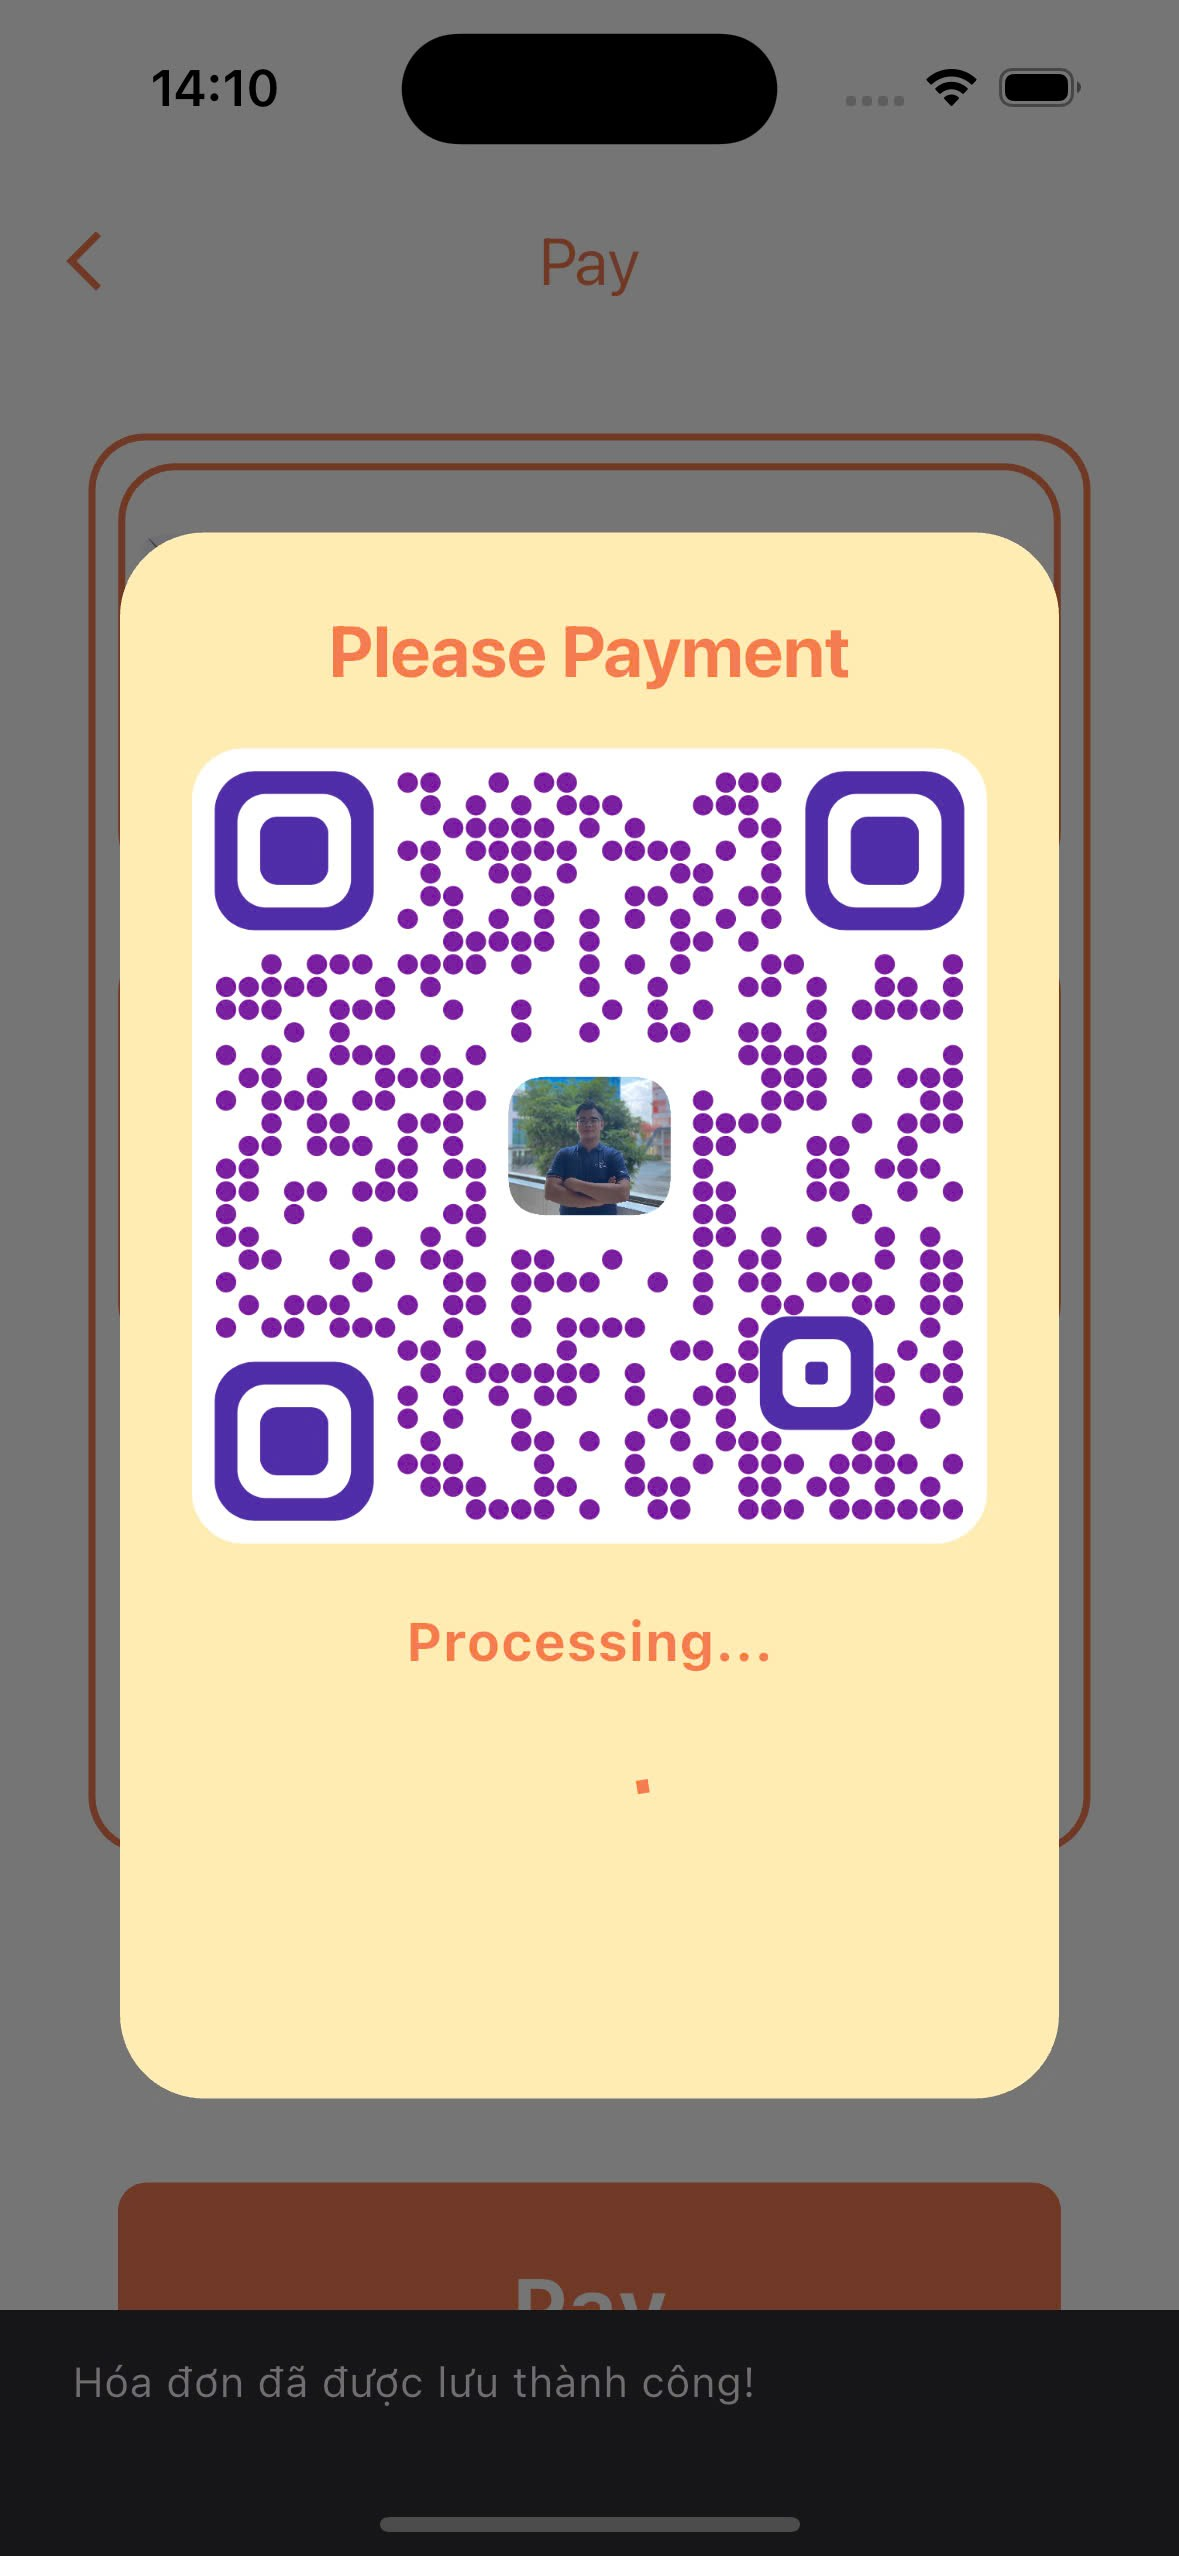 14:10
Pay
Please Payment
Processing...
Pay
Hóa đơn đã được lưu thành công!